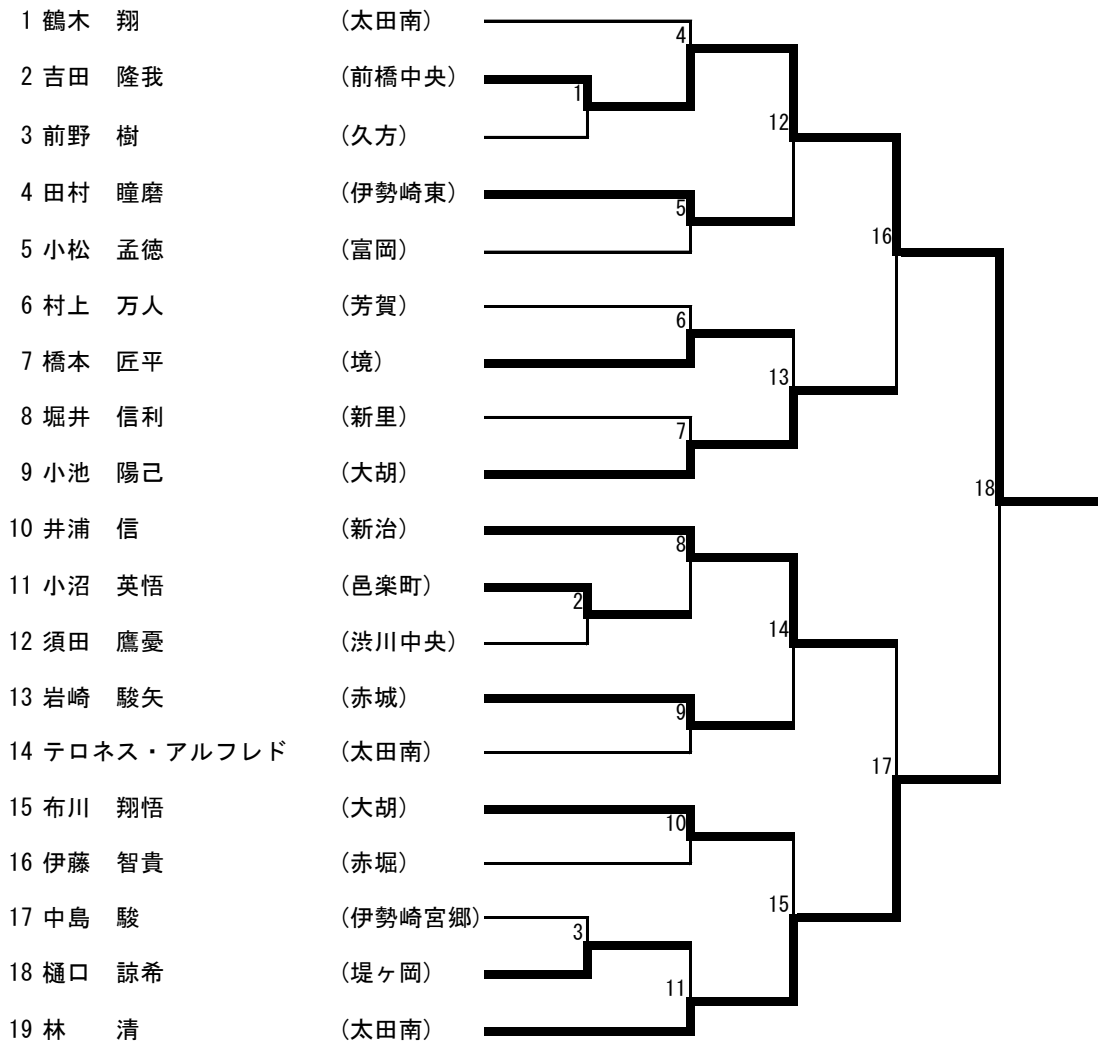 1 鶴木 翔 (太田南)
4
2 吉田 隆我 (前橋中央)
1
12
3 前野 樹 (久方)
4 田村 瞳磨 (伊勢崎東)
5
16
5 小松 孟徳 (富岡)
6 村上 万人 (芳賀)
6
7 橋本 匠平 (境)
13
8 堀井 信利 (新里)
7
9 小池 陽己 (大胡)
18
10 井浦 信 (新治)
8
11 小沼 英悟 (邑楽町)
2
14
12 須田 鷹憂 (渋川中央)
13 岩崎 駿矢 (赤城)
9
14 テロネス・アルフレド (太田南)
17
15 布川 翔悟 (大胡)
10
16 伊藤 智貴 (赤堀)
15
17 中島 駿 (伊勢崎宮郷)
3
18 樋口 諒希 (堤ヶ岡)
11
19 林 清 (太田南)